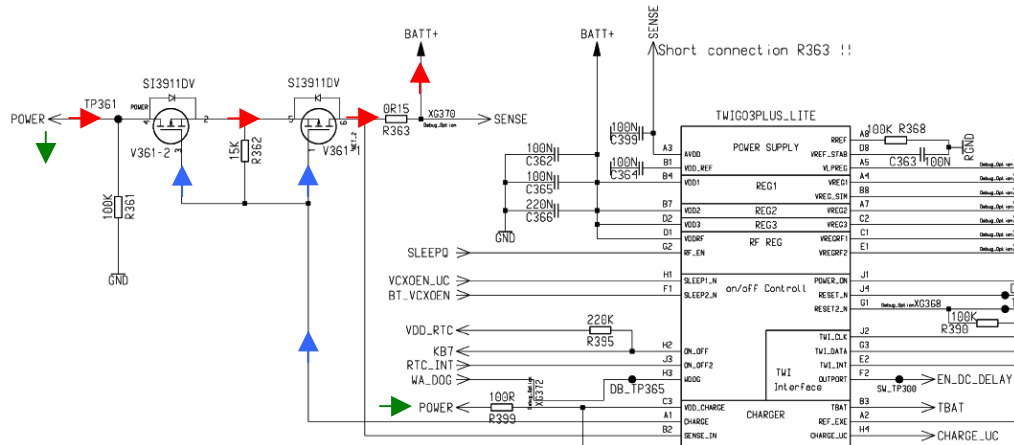 BATT+
BATT+
SENSE
Short connection R363 !!
SI3911DV
SI3911DV
TP361
POWER
POWER
4
2
5
6
0R15
R363
XG370
Debug_Option
SENSE
V361-2
3
15K
R362
1
V361-1
100K
R361
GND
100N
C399
100N
C362
100N
C364
100N
C365
220N
C366
GND
TWIGO3PLUS_LITE
POWER SUPPLY
A3
AVDD
B1
VDD_REF
B4
VDD1
REG1
B7
VDD2
REG2
D2
VDD3
REG3
D1
VDDRF
RF REG
G2
RF_EN
RREF
A8
100K R368
VREF_STAB
D8
C363
100N
RGND
VLPREG
A5
VREG1
A4
VREG_SIM
B8
VREG2
A7
VREG3
C2
VREGRF1
C1
VREGRF2
E1
SLEEPQ
VCXOEN_UC
H1
SLEEP1_N
BT_VCXOEN
F1
SLEEP2_N
on/off Controll
POWER_ON
J1
RESET_N
J4
RESET2_N
G1
Debug_Option
XG368
100K
R390
VDD_RTC
220K
R395
KB7
H2
ON_OFF
RTC_INT
J3
ON_OFF2
WA_DOG
H3
WDOG
DB_TP365
Debug_Option
XG372
TWI_CLK
J2
TWI_DATA
G3
TWI_INT
E2
OUTPORT
F2
SW_TP300
EN_DC_DELAY
TWI
Interface
POWER
100R
R399
C3
VDD_CHARGE
CHARGER
A1
CHARGE
B2
SENSE_IN
TBAT
B3
TBAT
REF_EXE
A2
CHARGE_UC
H4
CHARGE_UC